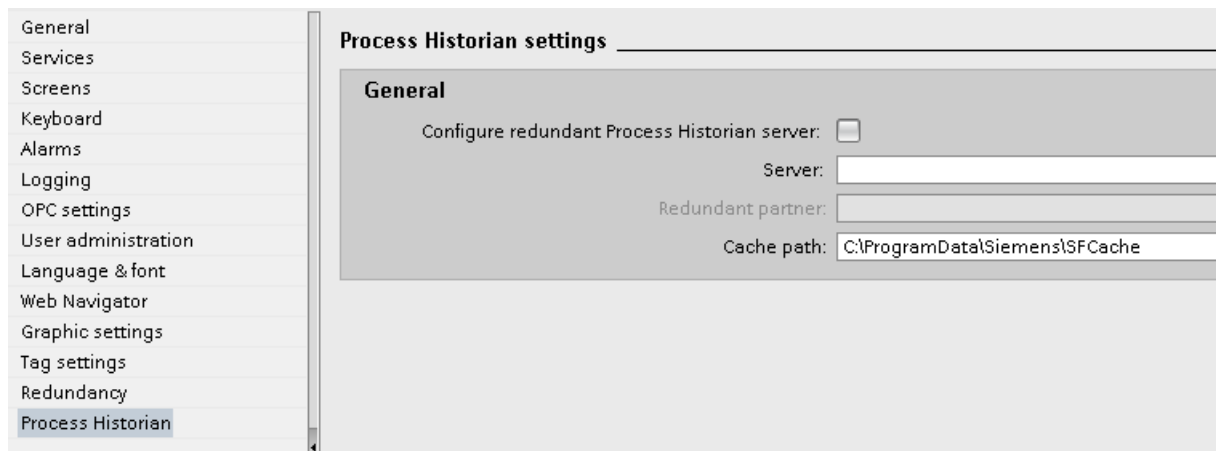 General
Services
Screens
Keyboard
Alarms
Logging
OPC settings
User administration
Language & font
Web Navigator
Graphic settings
Tag settings
Redundancy
Process Historian
Process Historian settings
General
Configure redundant Process Historian server:
Server:
Redundant partner:
Cache path: C:\ProgramData\Siemens\SFCache